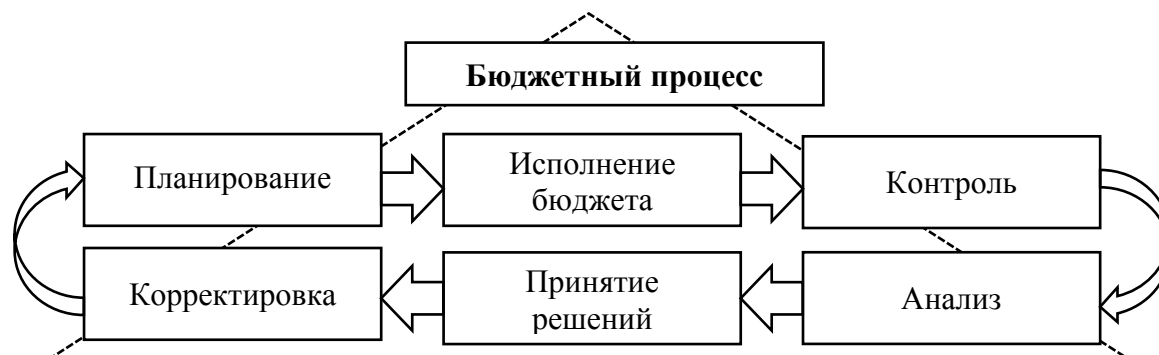 Бюджетный процесс
Планирование
Исполнение
бюджета
Контроль
Корректировка
Принятие
решений
Анализ